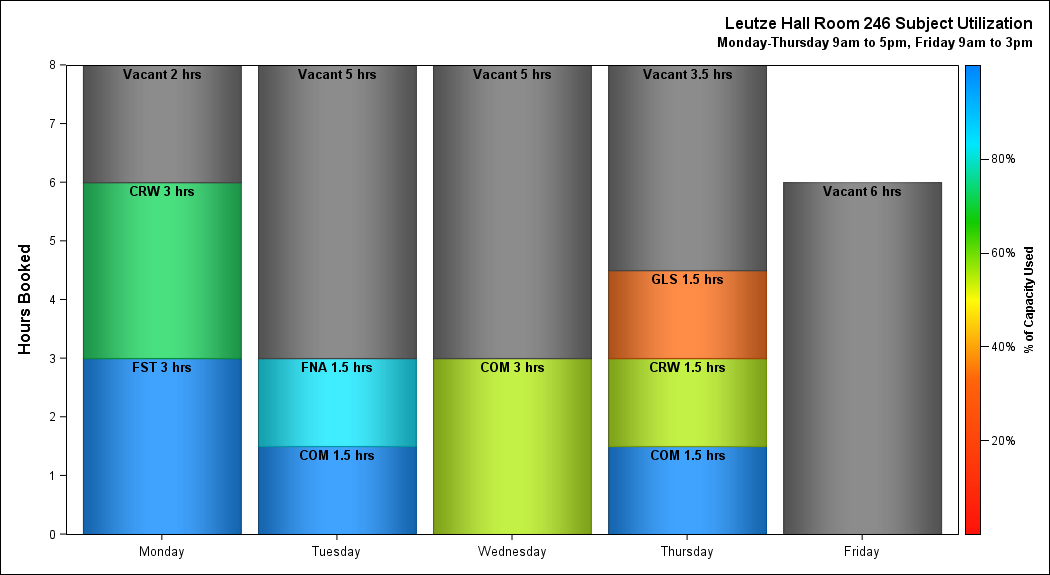 Leutze Hall Room 246 Subject Utilization
Monday-Thursday 9am to 5pm, Friday 9am to 3pm
Hours Booked
8
7
6
5
4
3
2
1
0
Vacant 2 hrs
CRW 3 hrs
FST 3 hrs
Vacant 5 hrs
FNA 1.5 hrs
COM 1.5 hrs
Vacant 5 hrs
COM 3 hrs
Vacant 3.5 hrs
GLS 1.5 hrs
CRW 1.5 hrs
COM 1.5 hrs
Vacant 6 hrs
Monday
Tuesday
Wednesday
Thursday
Friday
80%
60%
40%
20%
% of Capacity Used